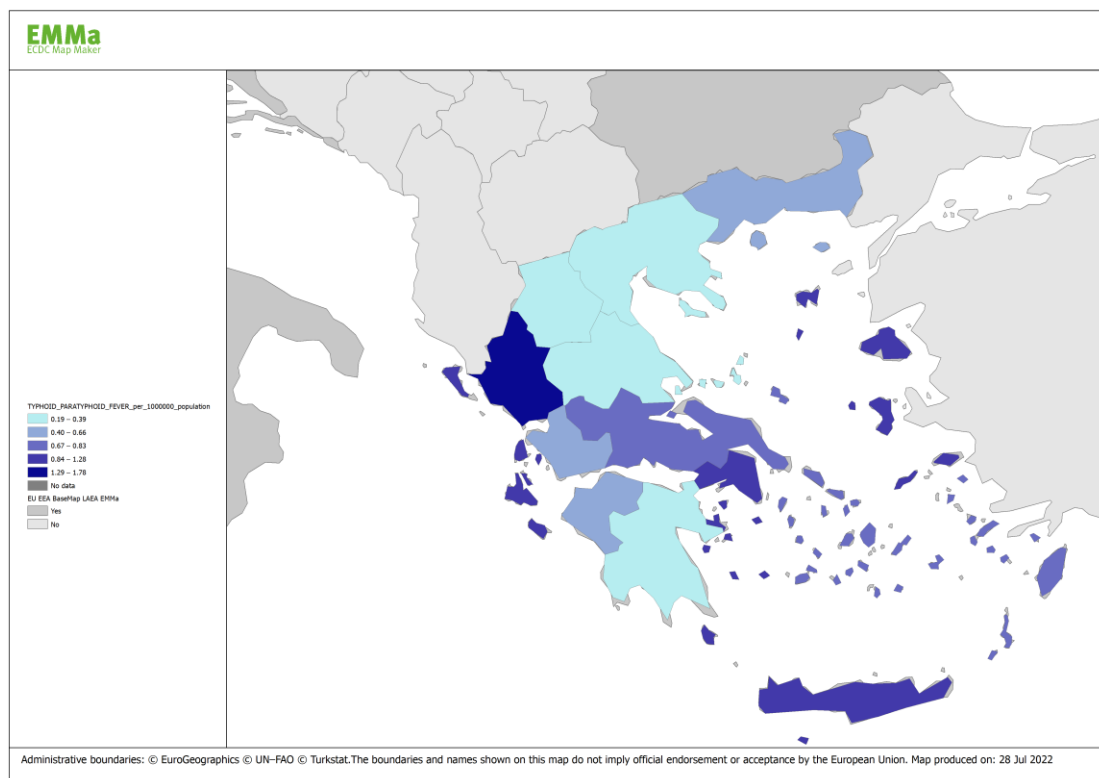 EMMa
ECDC Map Maker
TYPHOID_PARATYPHOID_FEVER_per_1000000_population
0.19 – 0.39
0.40 – 0.66
0.67 – 0.83
0.84 – 1.28
1.29 – 1.78
No data
EU EEA BaseMap LAEA EMMa
Yes
No
Administrative boundaries: © EuroGeographics © UN–FAO © Turkstat.The boundaries and names shown on this map do not imply official endorsement or acceptance by the European Union. Map produced on: 28 Jul 2022